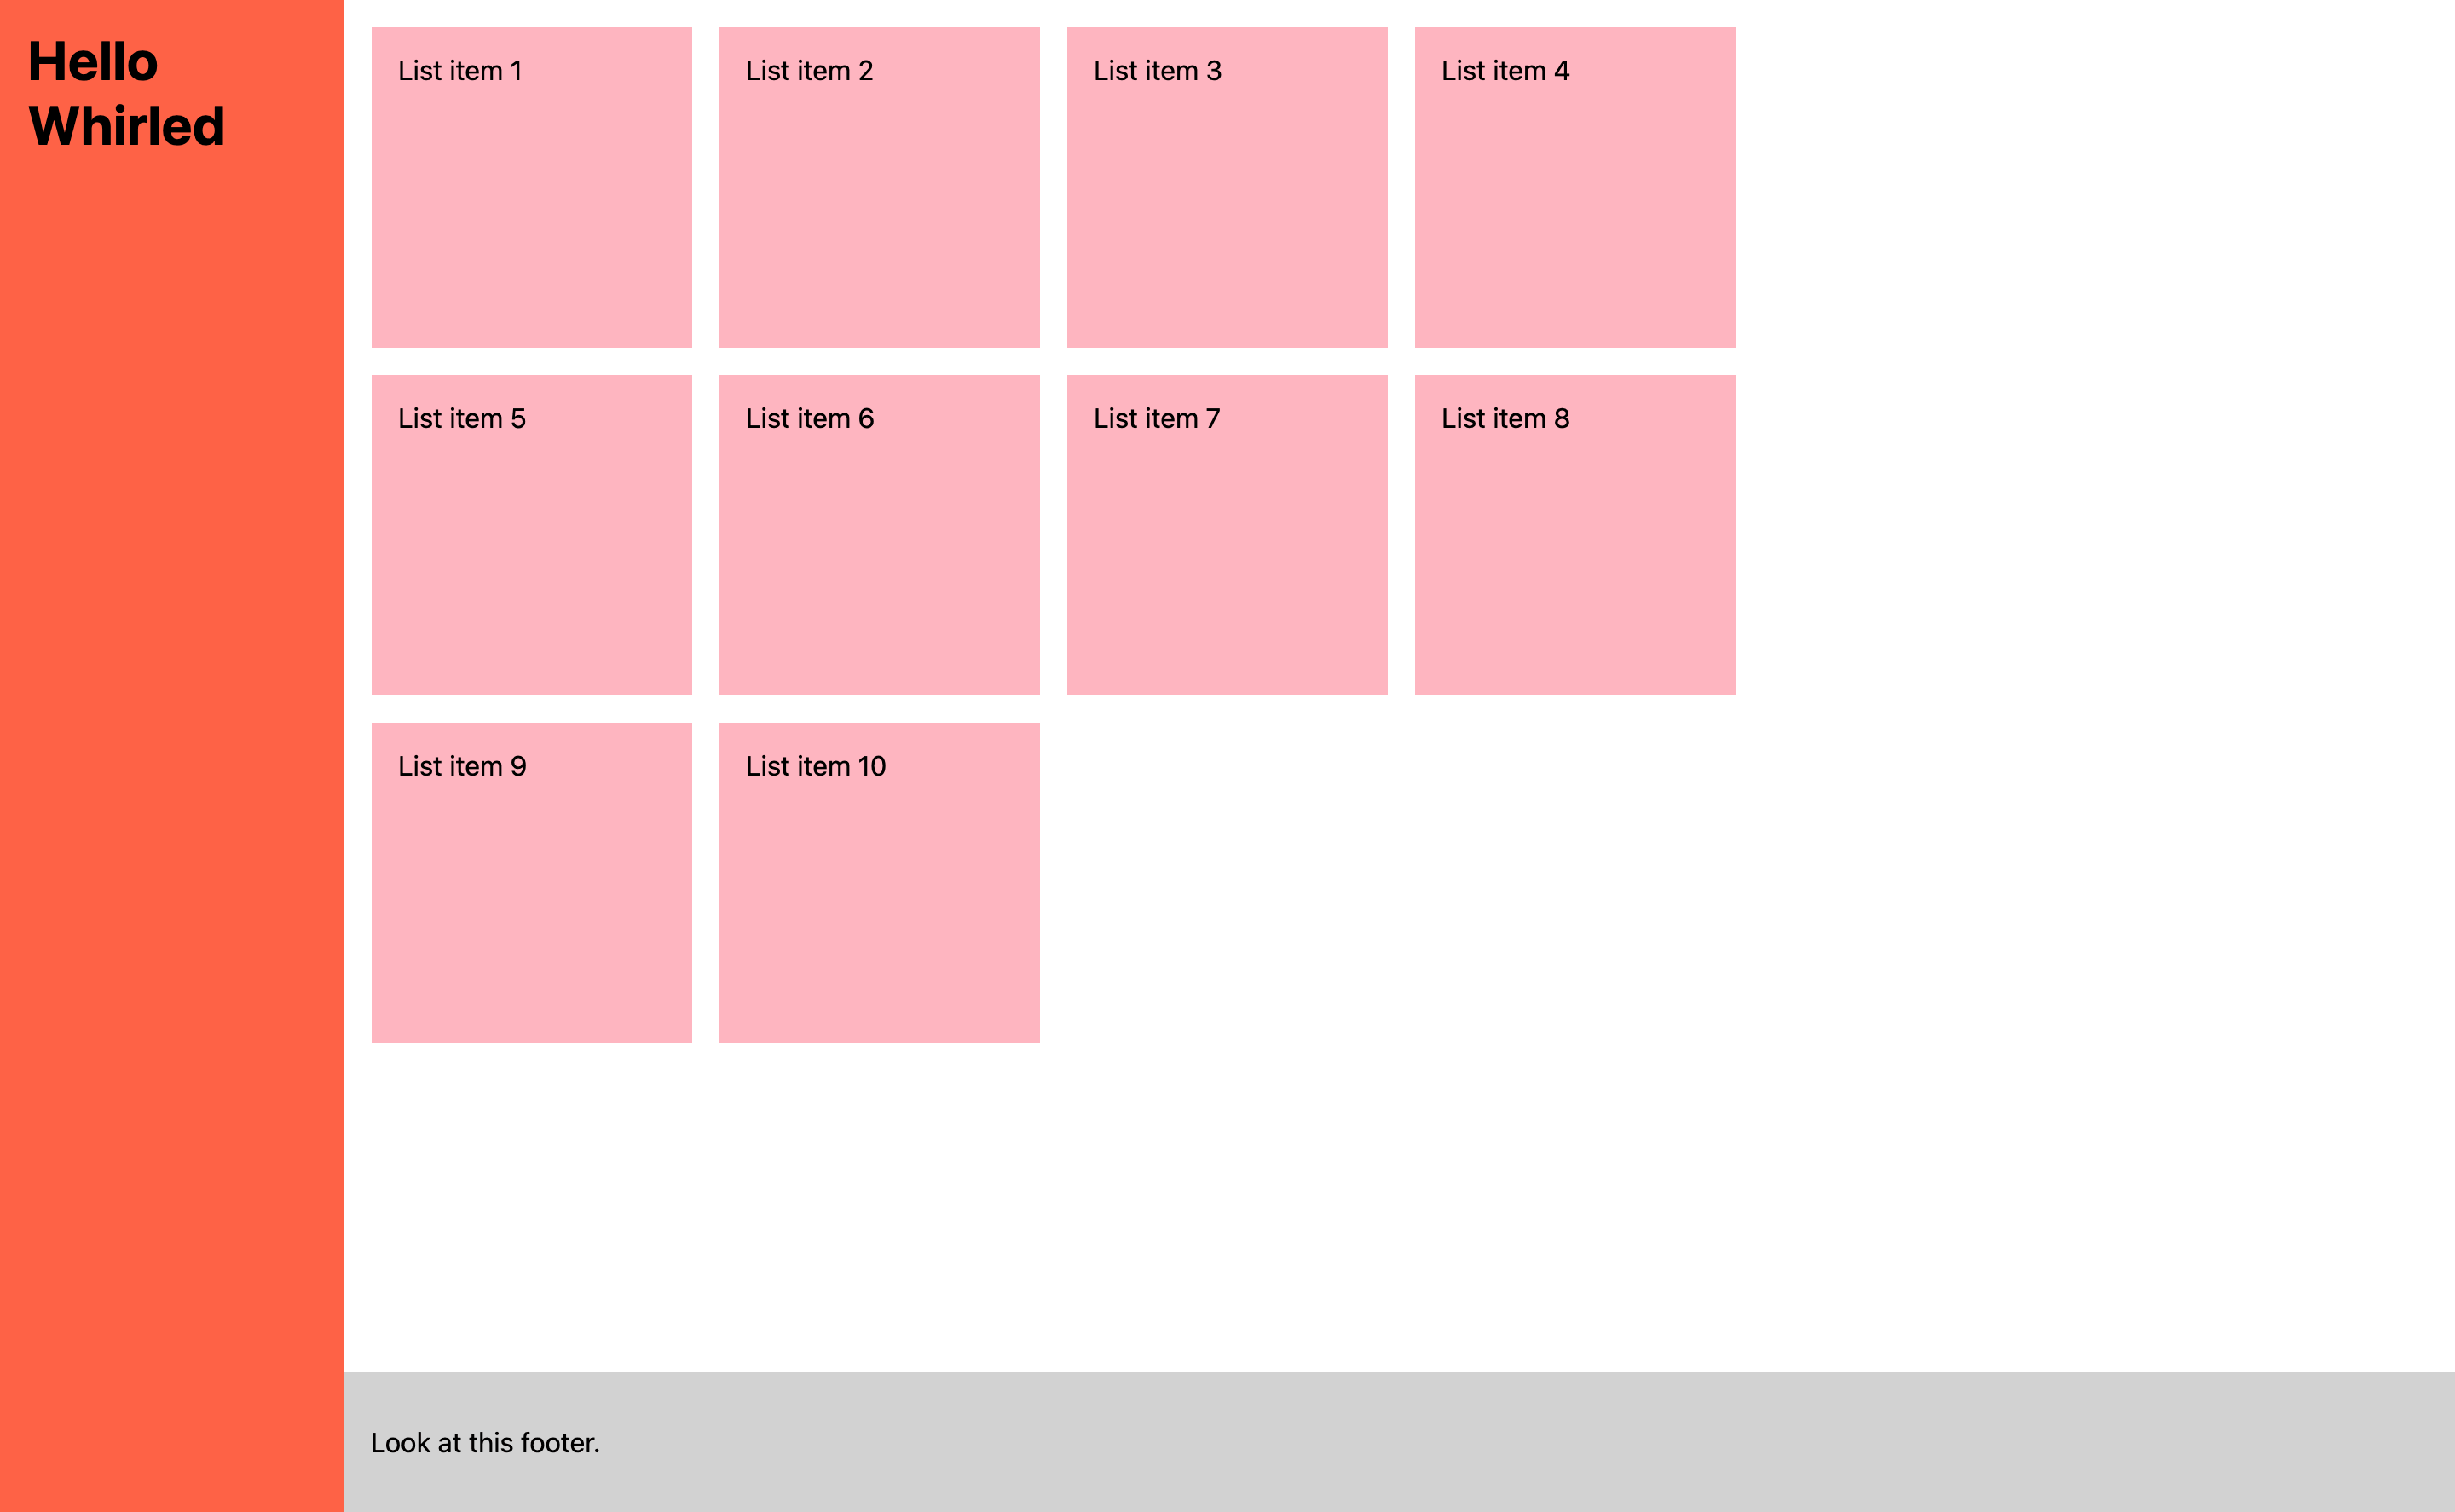 Hello
Whirled
List item 1
List item 2
List item 3
List item 4
List item 5
List item 6
List item 7
List item 8
List item 9
List item 10
Look at this footer.